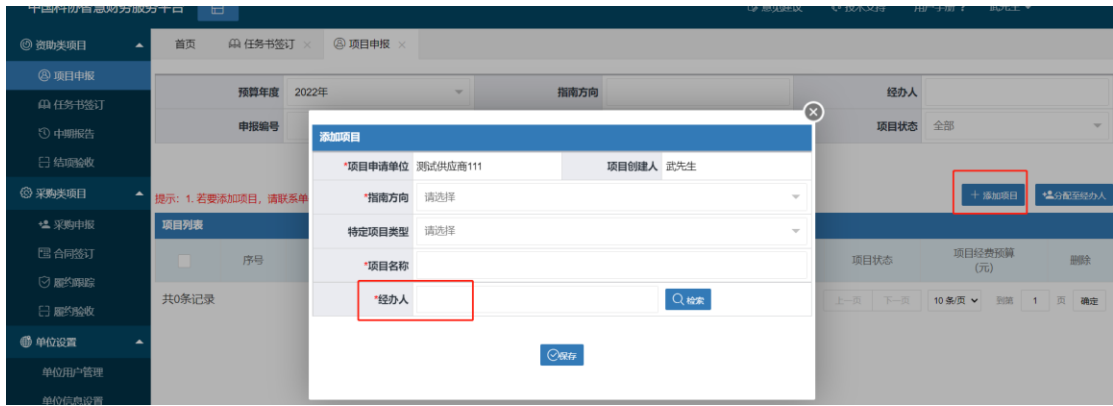 中国科协智慧财务服务平台
意见建议 技术支持 用户手册 ? 武先生
资助类项目
首页 任务书签订 × 项目申报 ×
项目申报
任务书签订
中期报告
结项验收
采购类项目
采购申报
合同签订
履约跟踪
履约验收
单位设置
单位用户管理
单位信息设置
预算年度 2022年 指南方向 经办人
申报编号 项目状态 全部
提示: 1. 若要添加项目, 请联系单
+ 添加项目 分配至经办人
项目列表
序号 项目状态 项目经费预算
(元) 删除
共0条记录 上一页 下一页 10 条/页 到第 1 页 确定
添加项目
*项目申请单位 测试供应商111 项目创建人 武先生
*指南方向 请选择
特定项目类型 请选择
*项目名称
*经办人 检索
保存